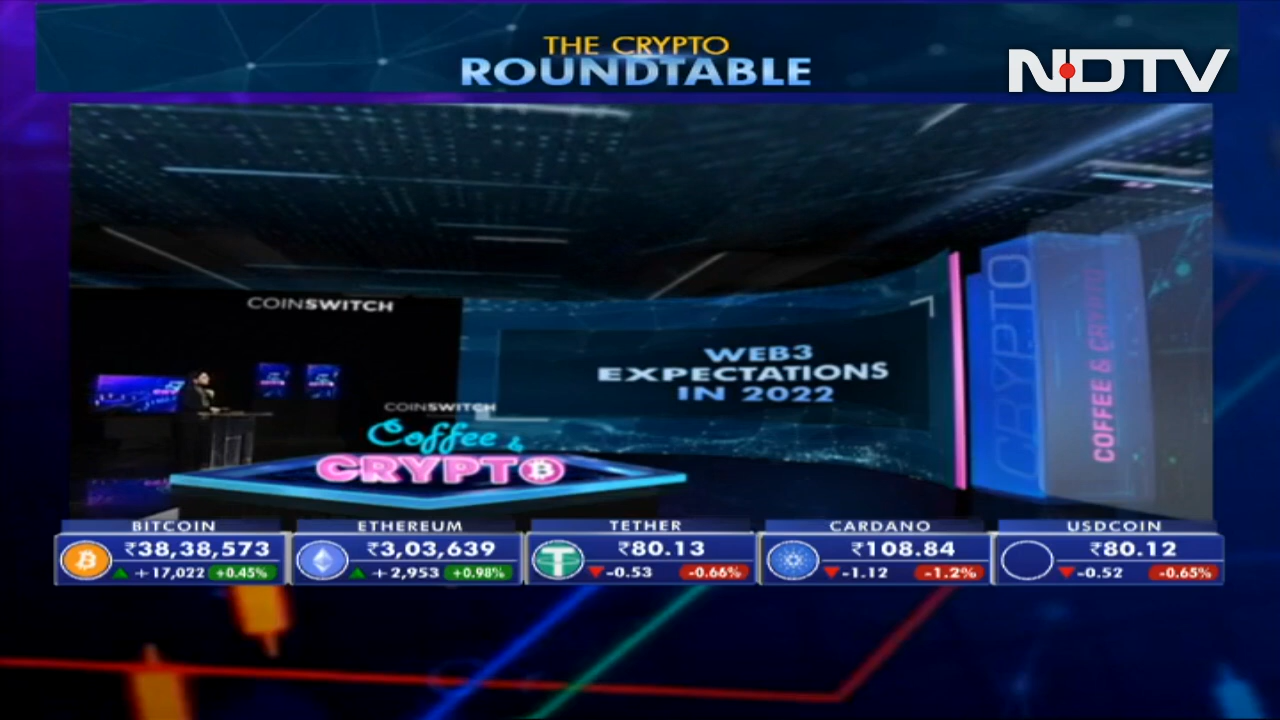 THE CRYPTO
ROUNDTABLE
NDTV
COINSWITCH
WEB3
EXPECTATIONS
IN 2022
COINSWITCH
Coffee &
CRYPTO
CRYPTO
COFFEE & CRYPTO
BITCOIN
₹38,38,573
+17,022 +0.45%
ETHEREUM
₹3,03,639
+2,953 +0.98%
TETHER
₹80.13
-0.53 -0.66%
CARDANO
₹108.84
-1.12 -1.2%
USDCOIN
₹80.12
-0.52 -0.65%